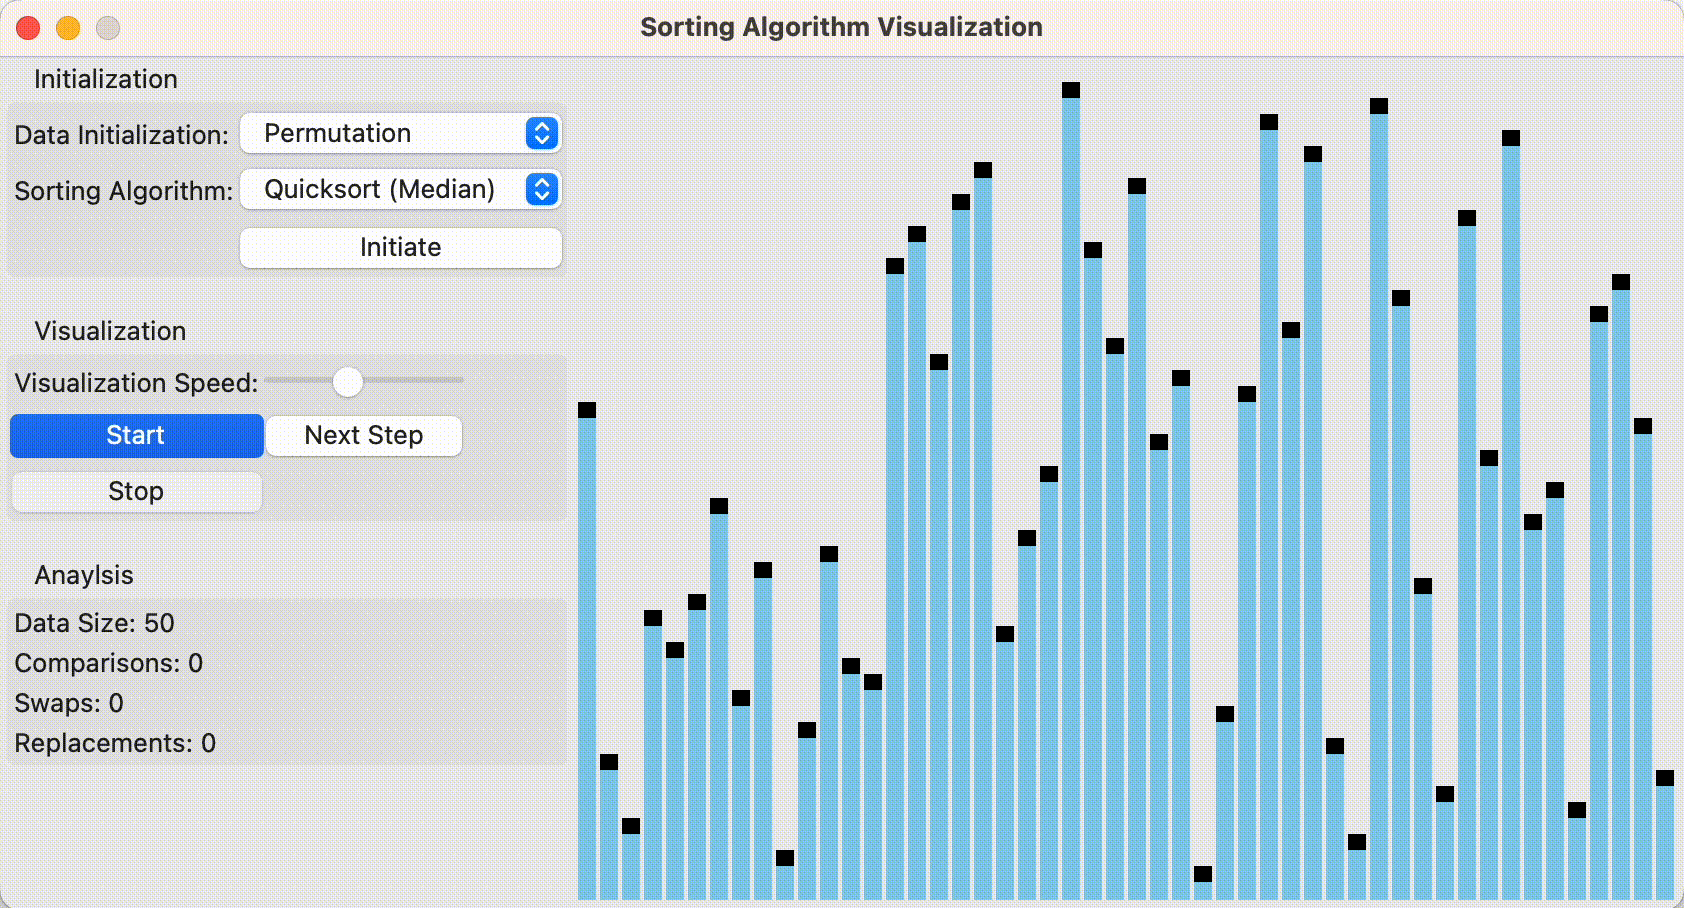 Sorting Algorithm Visualization
Initialization
Data Initialization: Permutation
Sorting Algorithm: Quicksort (Median)
Initiate
Visualization
Visualization Speed:
Start Next Step
Stop
Anaylsis
Data Size: 50
Comparisons: 0
Swaps: 0
Replacements: 0